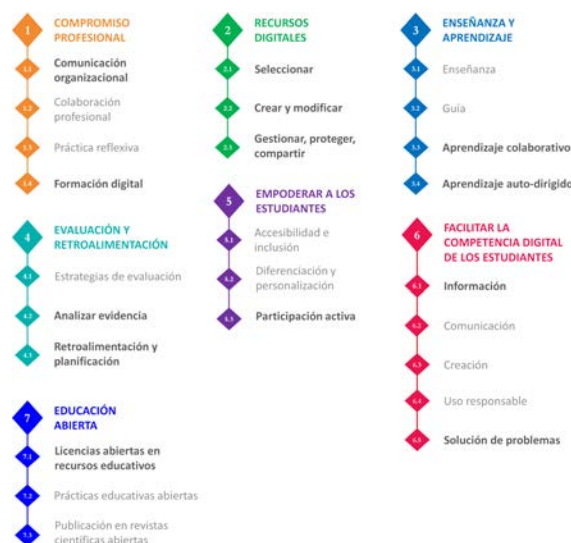 1
COMPROMISO
PROFESIONAL
1.1
Comunicación
organizacional
1.2
Colaboración
profesional
1.3
Práctica reflexiva
1.4
Formación digital
2
RECURSOS
DIGITALES
2.1
Seleccionar
2.2
Crear y modificar
2.3
Gestionar, proteger,
compartir
3
ENSEÑANZA Y
APRENDIZAJE
3.1
Enseñanza
3.2
Guía
3.3
Aprendizaje colaborativo
3.4
Aprendizaje auto-dirigido
4
EVALUACIÓN Y
RETROALIMENTACIÓN
4.1
Estrategias de evaluación
4.2
Analizar evidencia
4.3
Retroalimentación y
planificación
5
EMPODERAR A LOS
ESTUDIANTES
5.1
Accesibilidad e
inclusión
5.2
Diferenciación y
personalización
5.3
Participación activa
6
FACILITAR LA
COMPETENCIA DIGITAL
DE LOS ESTUDIANTES
6.1
Información
6.2
Comunicación
6.3
Creación
6.4
Uso responsable
6.5
Solución de problemas
7
EDUCACIÓN
ABIERTA
7.1
Licencias abiertas en
recursos educativos
7.2
Prácticas educativas abiertas
7.3
Publicación en revistas
científicas abiertas